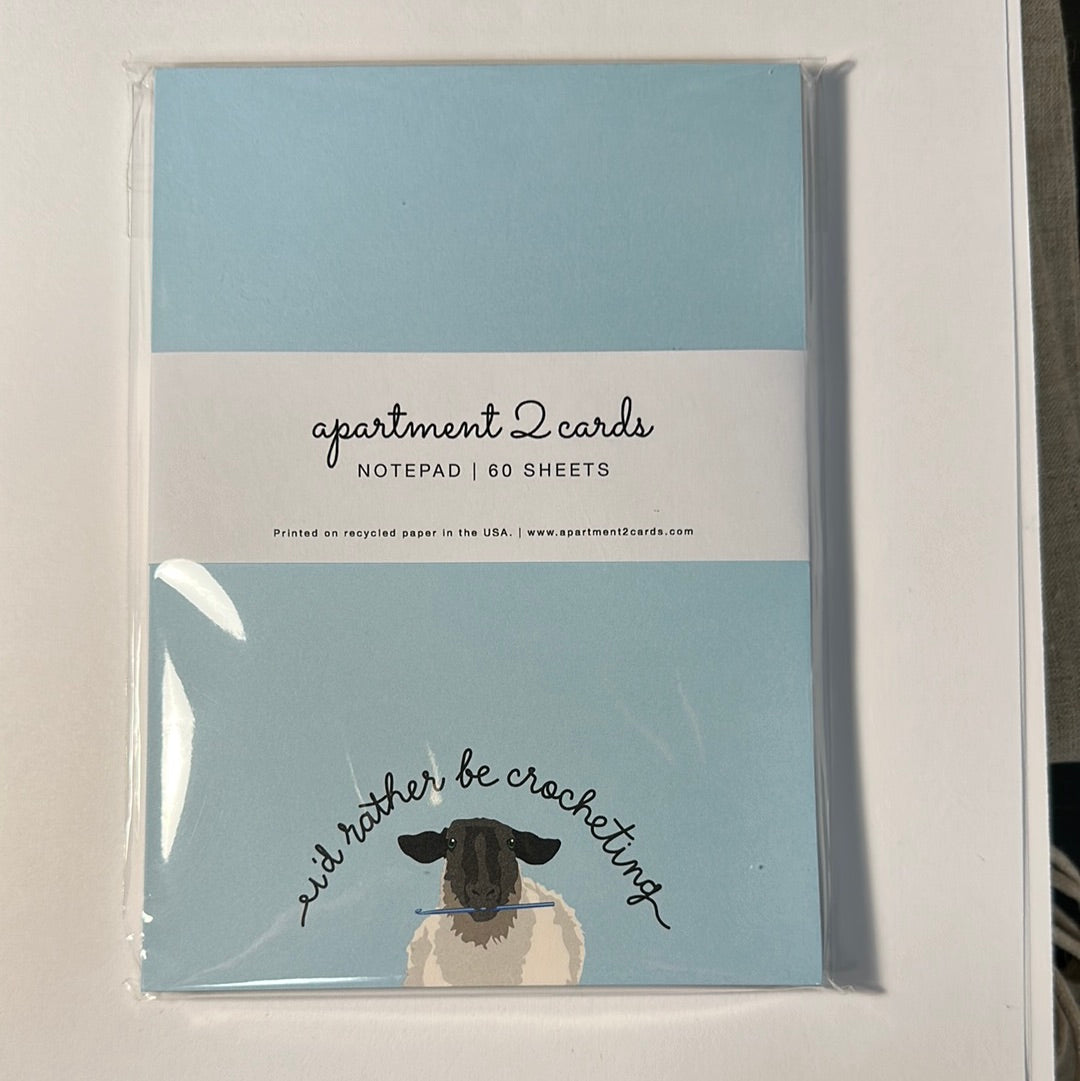 apartment 2 cards
NOTEPAD | 60 SHEETS
Printed on recycled paper in the USA. | www.apartment2cards.com
i'd rather be crocheting